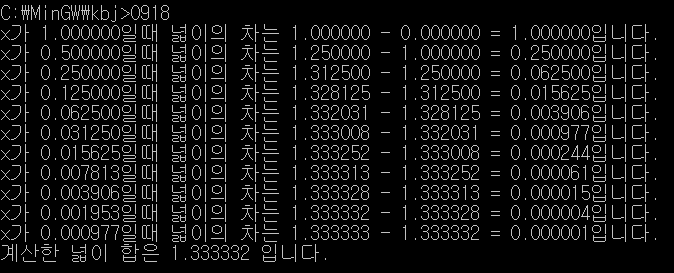 C:\MinGW\kbj>0918
x가 1.000000일때 넓이의 차는 1.000000 - 0.000000 = 1.000000입니다.
x가 0.500000일때 넓이의 차는 1.250000 - 1.000000 = 0.250000입니다.
x가 0.250000일때 넓이의 차는 1.312500 - 1.250000 = 0.062500입니다.
x가 0.125000일때 넓이의 차는 1.328125 - 1.312500 = 0.015625입니다.
x가 0.062500일때 넓이의 차는 1.332031 - 1.328125 = 0.003906입니다.
x가 0.031250일때 넓이의 차는 1.333008 - 1.332031 = 0.000977입니다.
x가 0.015625일때 넓이의 차는 1.333252 - 1.333008 = 0.000244입니다.
x가 0.007813일때 넓이의 차는 1.333313 - 1.333252 = 0.000061입니다.
x가 0.003906일때 넓이의 차는 1.333328 - 1.333313 = 0.000015입니다.
x가 0.001953일때 넓이의 차는 1.333332 - 1.333328 = 0.000004입니다.
x가 0.000977일때 넓이의 차는 1.333333 - 1.333332 = 0.000001입니다.
계산한 넓이 합은 1.333332 입니다.